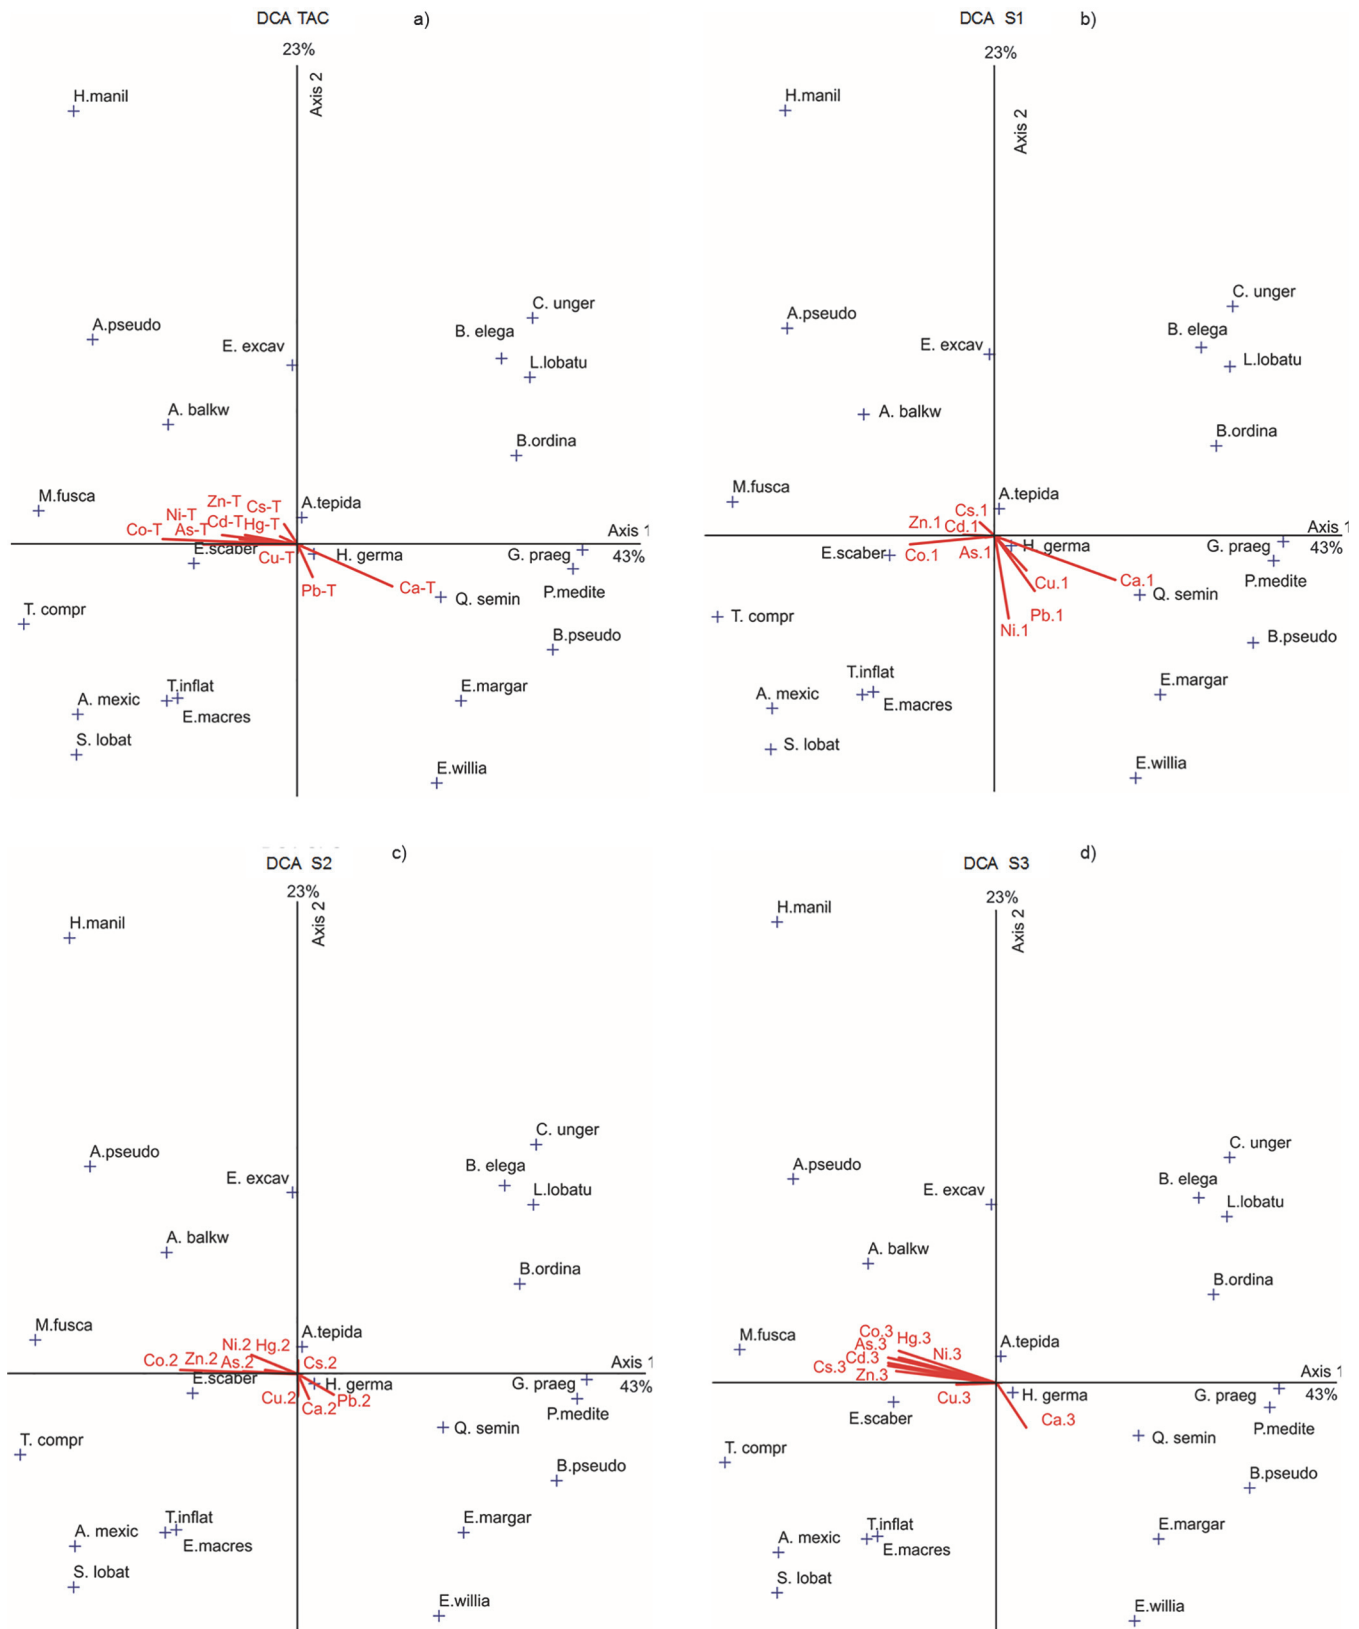 DCA TAC
a)
23%
Axis 2
H.manil
C. unger
A.pseudo
B. elega
E. excav
L.lobatu
A. balkw
B.ordina
M.fusca
Zn-T
Cs-T
A.tepida
Ni-T
Cd-T
Hg-T
Co-T
As-T
Axis 1
E.scaber
Cu-T
H. germa
G. praeg
43%
Pb-T
Ca-T
Q. semin
P.medite
T. compr
B.pseudo
T.inflat
E.margar
A. mexic
E.macres
S. lobat
E.willia
DCA S1
b)
23%
Axis 2
H.manil
C. unger
A.pseudo
B. elega
E. excav
L.lobatu
A. balkw
B.ordina
M.fusca
A.tepida
Cs.1
Zn.1
Cd.1
Axis 1
E.scaber
Co.1
As.1
H. germa
G. praeg
43%
Cu.1
Ca.1
P.medite
Q. semin
T. compr
Pb.1
Ni.1
B.pseudo
T.inflat
E.margar
A. mexic
E.macres
S. lobat
E.willia
DCA S2
c)
23%
Axis 2
H.manil
C. unger
A.pseudo
B. elega
E. excav
L.lobatu
A. balkw
B.ordina
M.fusca
A.tepida
Ni.2
Hg.2
Co.2
Zn.2
As.2
Cs.2
Axis 1
E.scaber
H. germa
G. praeg
43%
Cu.2
Ca.2
Pb.2
P.medite
Q. semin
T. compr
B.pseudo
T.inflat
E.margar
A. mexic
E.macres
S. lobat
E.willia
DCA S3
d)
23%
Axis 2
H.manil
C. unger
A.pseudo
B. elega
E. excav
L.lobatu
A. balkw
B.ordina
M.fusca
Co.3
Hg.3
A.tepida
As.3
Ni.3
Cd.3
Cs.3
Zn.3
Axis 1
Cu.3
H. germa
G. praeg
43%
E.scaber
Ca.3
P.medite
Q. semin
T. compr
B.pseudo
T.inflat
E.margar
A. mexic
E.macres
S. lobat
E.willia